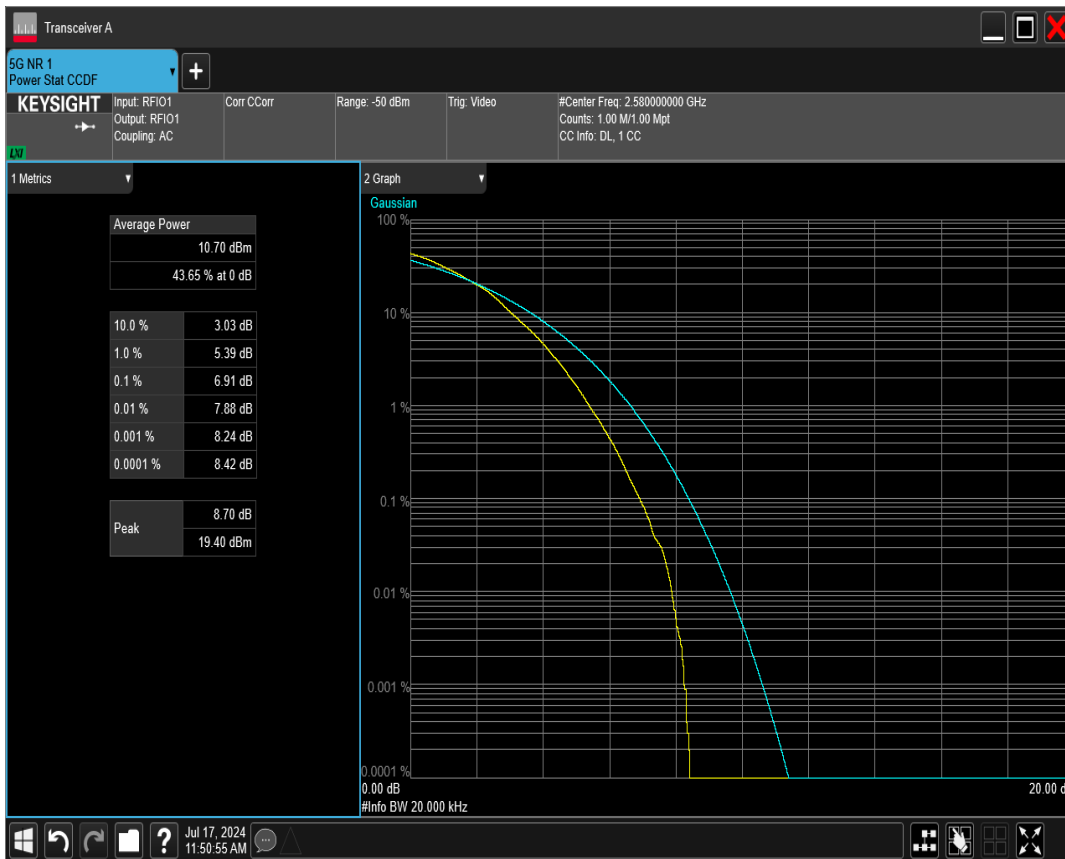 Transceiver A
5G NR 1
Power Stat CCDF
KEYSIGHT
LXI
Input: RFIO1
Output: RFIO1
Coupling: AC
Corr CCorr
Range: -50 dBm
Trig: Video
#Center Freq: 2.580000000 GHz
Counts: 1.00 M/1.00 Mpt
CC Info: DL, 1 CC
1 Metrics
Average Power
10.70 dBm
43.65 % at 0 dB
10.0 % 3.03 dB
1.0 % 5.39 dB
0.1 % 6.91 dB
0.01 % 7.88 dB
0.001 % 8.24 dB
0.0001 % 8.42 dB
Peak
8.70 dB
19.40 dBm
2 Graph
Gaussian
100 %
10 %
1 %
0.1 %
0.01 %
0.001 %
0.0001 %
0.00 dB
20.00 d
#Info BW 20.000 kHz
?
Jul 17, 2024
11:50:55 AM